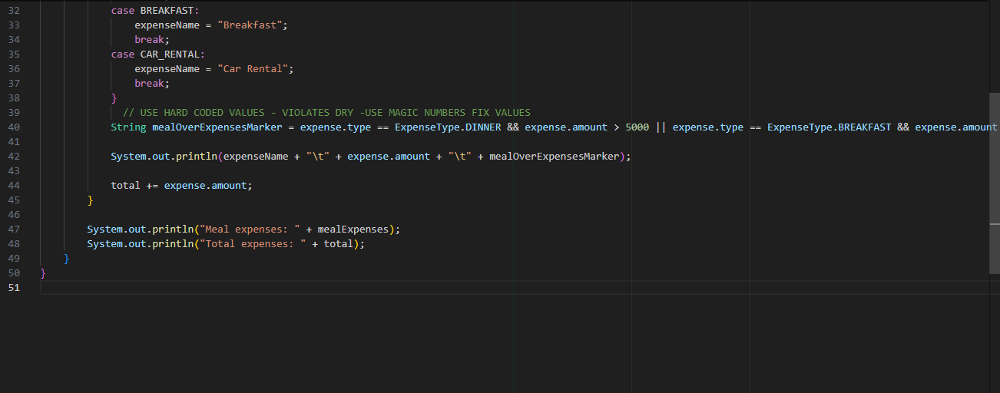 32 case BREAKFAST:
33 expenseName = "Breakfast";
34 break;
35 case CAR_RENTAL:
36 expenseName = "Car Rental";
37 break;
38 }
39 // USE HARD CODED VALUES - VIOLATES DRY -USE MAGIC NUMBERS FIX VALUES
40 String mealOverExpensesMarker = expense.type == ExpenseType.DINNER && expense.amount > 5000 || expense.type == ExpenseType.BREAKFAST && expense.amount
41
42 System.out.println(expenseName + "\t" + expense.amount + "\t" + mealOverExpensesMarker);
43
44 total += expense.amount;
45 }
46
47 System.out.println("Meal expenses: " + mealExpenses);
48 System.out.println("Total expenses: " + total);
49 }
50 }
51